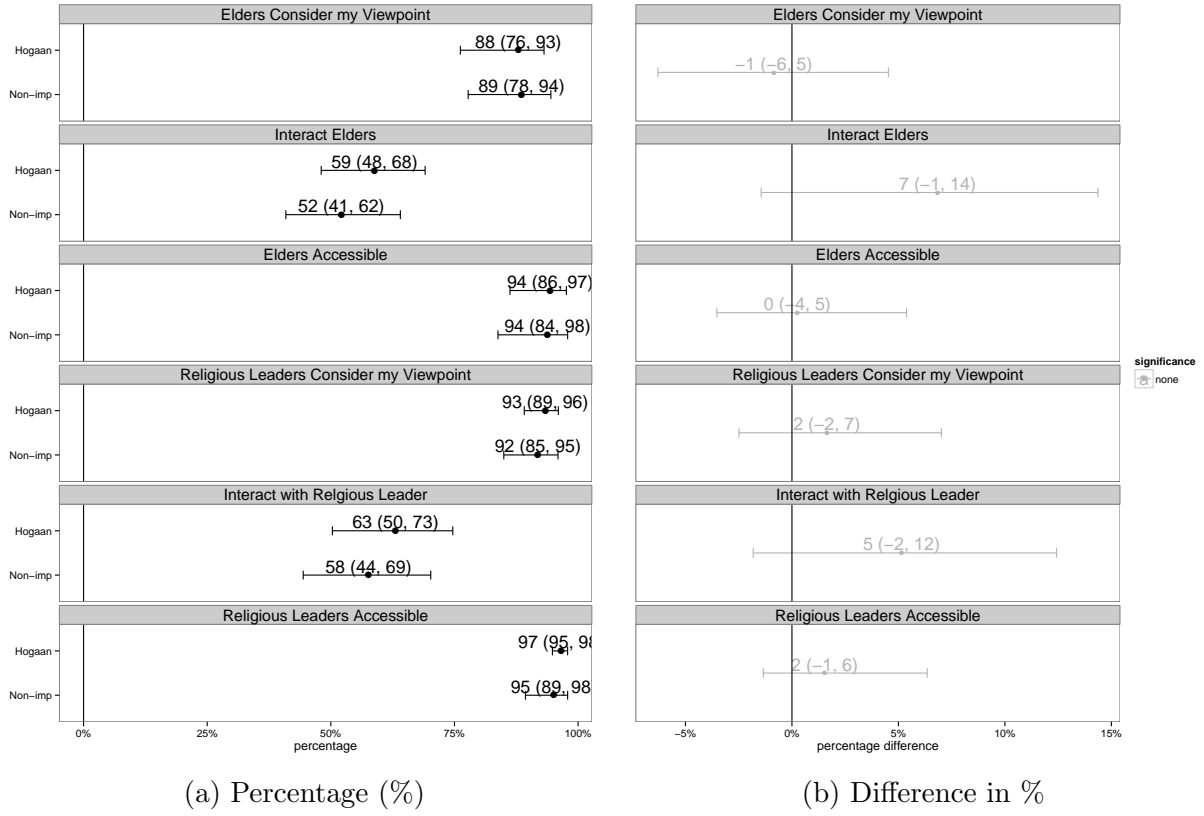 Elders Consider my Viewpoint
Hogaan
88 (76, 93)
Non−imp
89 (78, 94)
Interact Elders
Hogaan
59 (48, 68)
Non−imp
52 (41, 62)
Elders Accessible
Hogaan
94 (86, 97)
Non−imp
94 (84, 98)
Religious Leaders Consider my Viewpoint
Hogaan
93 (89, 96)
Non−imp
92 (85, 95)
Interact with Relgious Leader
Hogaan
63 (50, 73)
Non−imp
58 (44, 69)
Religious Leaders Accessible
Hogaan
97 (95, 98
Non−imp
95 (89, 98
0% 25% 50% 75% 100%
percentage
(a) Percentage (%)
Elders Consider my Viewpoint
−1 (−6, 5)
Interact Elders
7 (−1, 14)
Elders Accessible
0 (−4, 5)
Religious Leaders Consider my Viewpoint
2 (−2, 7)
Interact with Relgious Leader
5 (−2, 12)
Religious Leaders Accessible
2 (−1, 6)
−5% 0% 5% 10% 15%
percentage difference
significance
a none
(b) Difference in %